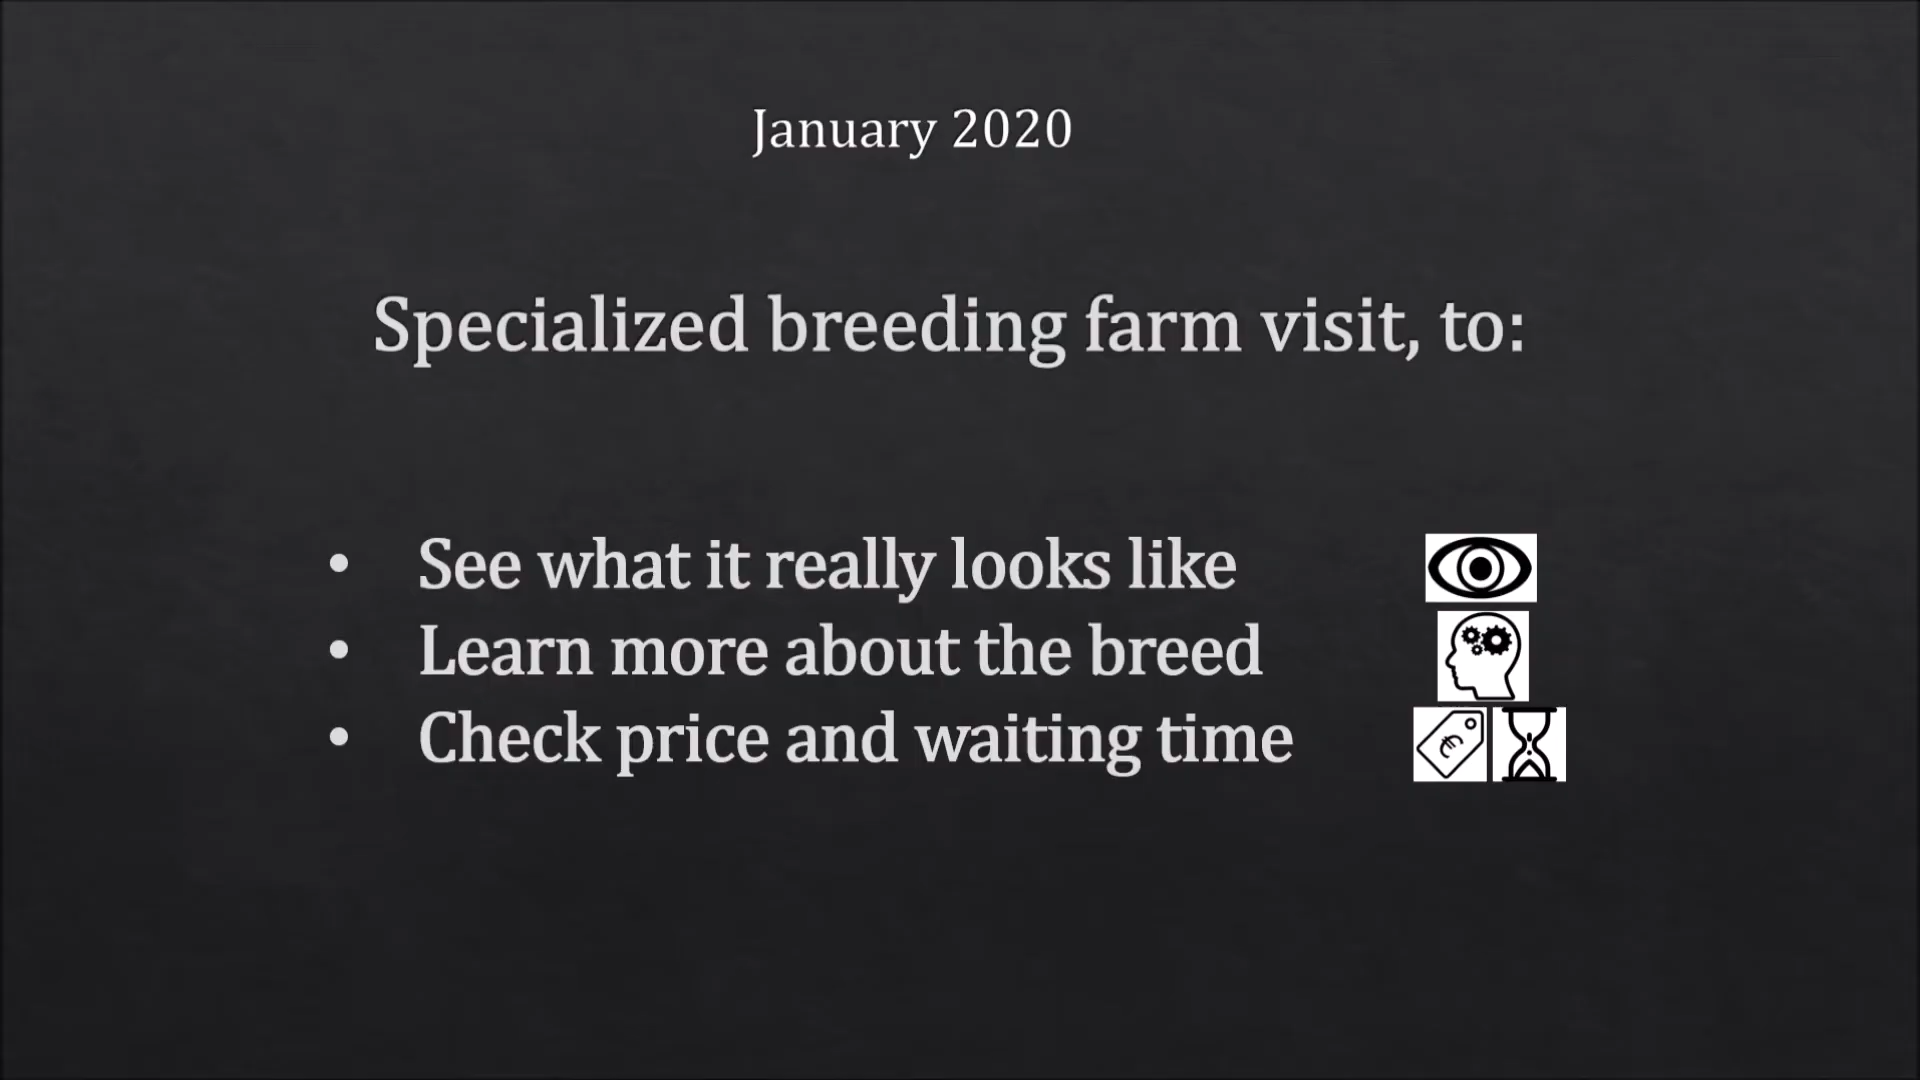 January 2020
Specialized breeding farm visit, to:
• See what it really looks like
• Learn more about the breed
• Check price and waiting time
€